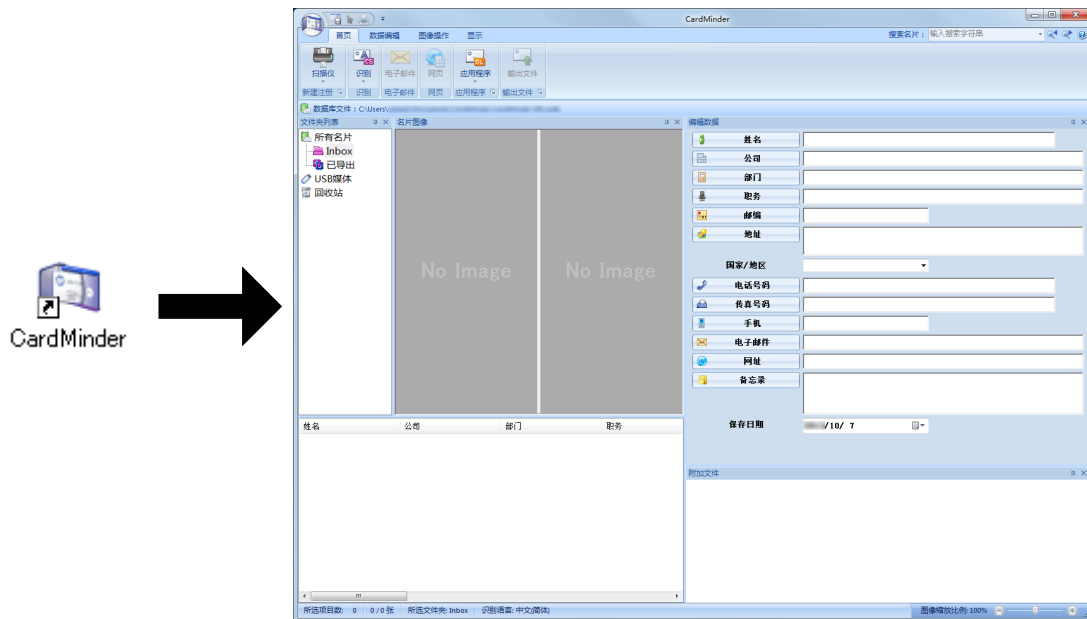 CardMinder
CardMinder
首页 数据编辑 图像操作 显示
搜索名片： 输入搜索字符串
扫描仪 识别 电子邮件 网页 应用程序 输出文件
新建注册 识别 电子邮件 网页 应用程序 输出文件
数据库文件：C:\Users\
文件夹列表 名片图像 编辑数据
所有名片
Inbox
已导出
USB媒体
回收站
No Image No Image
姓名
公司
部门
职务
邮编
地址
国家/地区
电话号码
传真号码
手机
电子邮件
网址
备忘录
保存日期 /10/ 7
姓名 公司 部门 职务
附加文件
所选项目数: 0 0/0张 所选文件夹: Inbox 识别语言: 中文(简体)
图像缩放比例: 100%